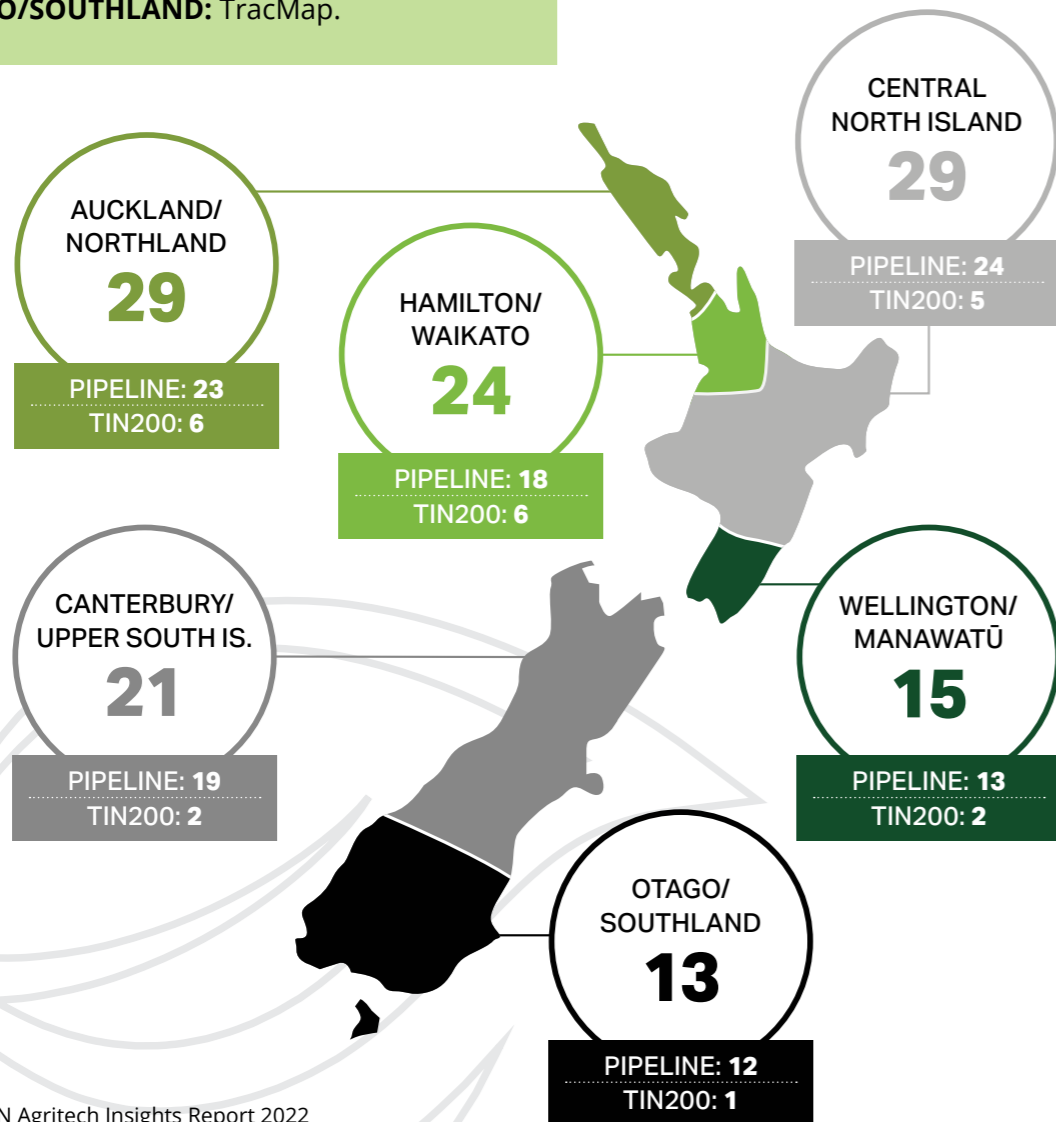 O/SOUTHLAND: TracMap.
CENTRAL
NORTH ISLAND
29
PIPELINE: 24
TIN200: 5
AUCKLAND/
NORTHLAND
29
PIPELINE: 23
TIN200: 6
HAMILTON/
WAIKATO
24
PIPELINE: 18
TIN200: 6
CANTERBURY/
UPPER SOUTH IS.
21
PIPELINE: 19
TIN200: 2
WELLINGTON/
MANAWATŪ
15
PIPELINE: 13
TIN200: 2
OTAGO/
SOUTHLAND
13
PIPELINE: 12
TIN200: 1
N Agritech Insights Report 2022